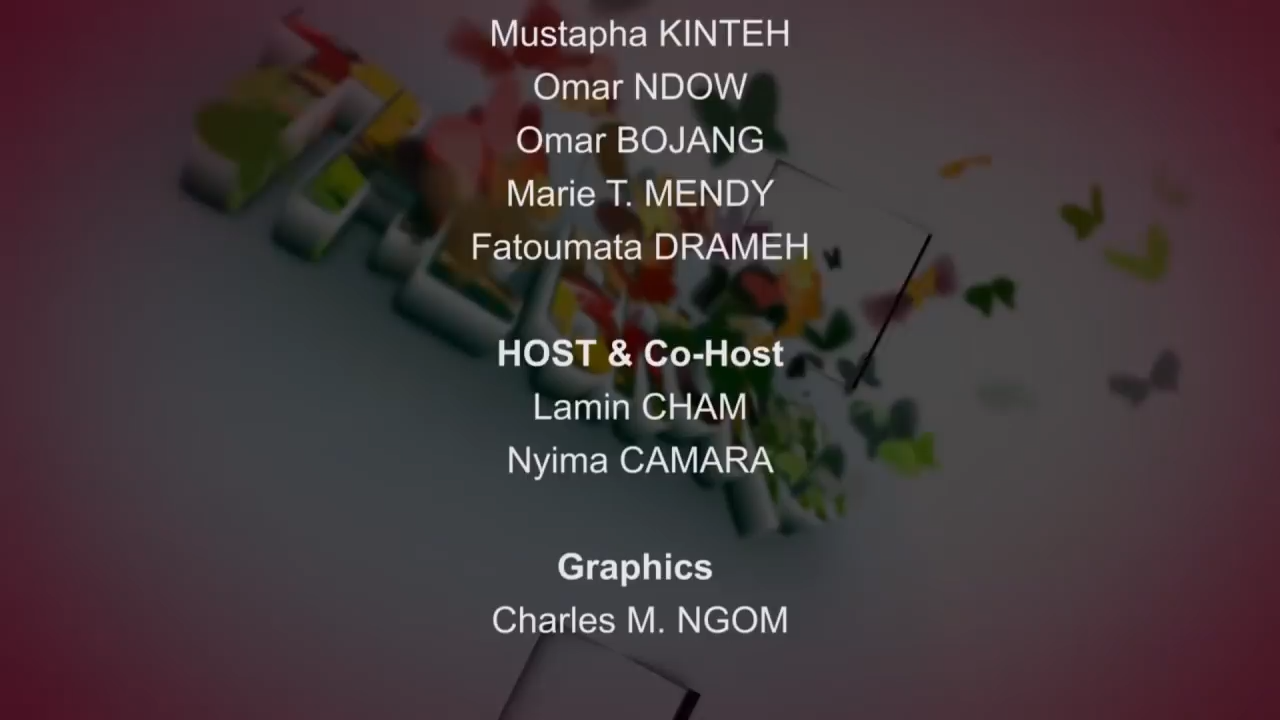 Mustapha KINTEH
Omar NDOW
Omar BOJANG
Marie T. MENDY
Fatoumata DRAMEH
HOST & Co-Host
Lamin CHAM
Nyima CAMARA
Graphics
Charles M. NGOM